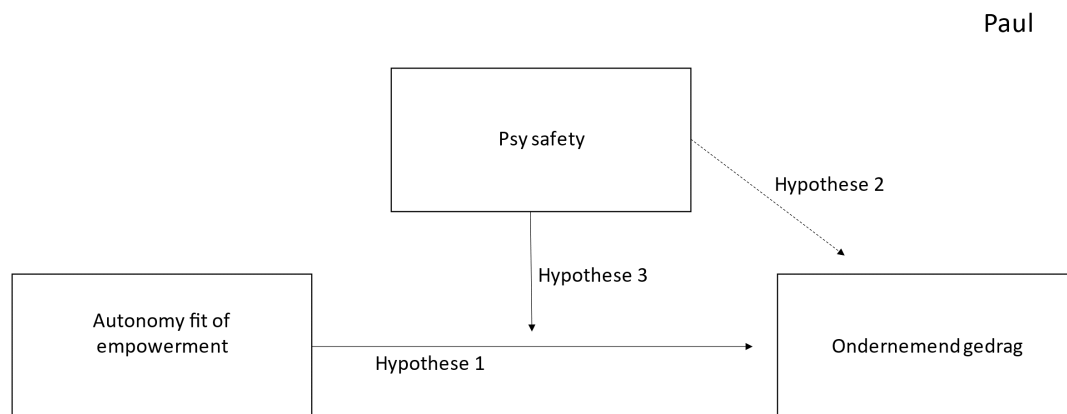 Paul
Psy safety
Hypothese 2
Hypothese 3
Autonomy fit of
empowerment
Hypothese 1
Ondernemend gedrag